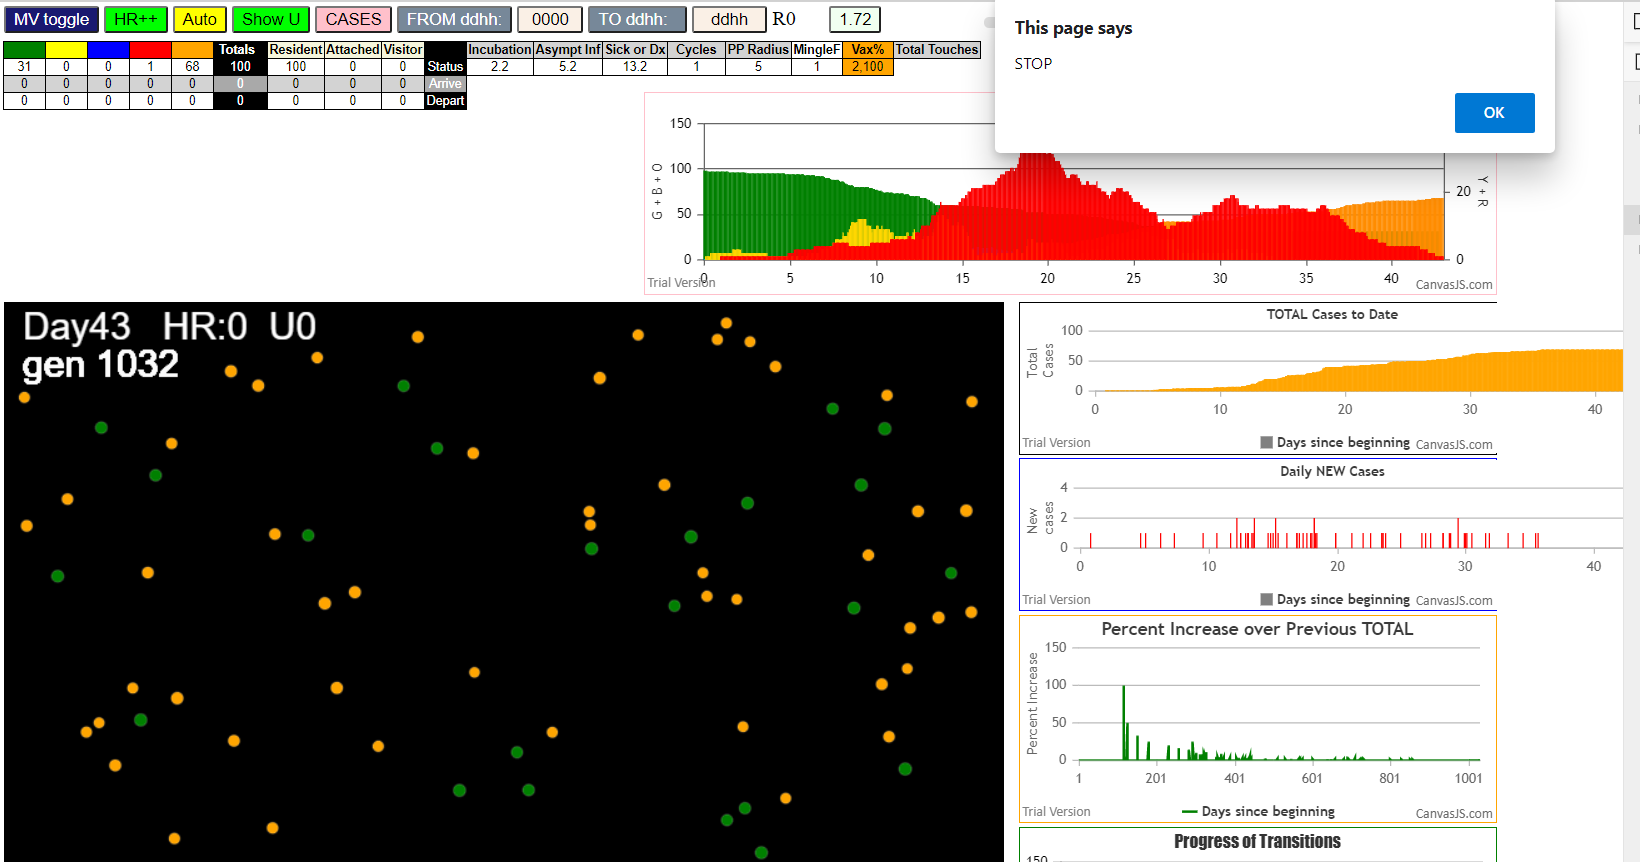 MV toggle HR++ Auto Show U CASES FROM ddhh: 0000 TO ddhh: ddhh R0 1.72
This page says
STOP
OK
Totals Resident Attached Visitor Incubation Asympt Inf Sick or Dx Cycles PP Radius MingleF Vax% Total Touches
31 0 0 1 68 100 100 0 0 Status 2.2 5.2 13.2 1 5 1 2,100
0 0 0 0 0 0 0 0 0 Arrive
0 0 0 0 0 0 0 0 0 Depart
150
100
50
0
G + B + O
20
0
Y + R
0 5 10 15 20 25 30 35 40
Trial Version CanvasJS.com
Day43 HR:0 U0
gen 1032
TOTAL Cases to Date
100
50
0
Total
Cases
0 10 20 30 40
Days since beginning
Trial Version CanvasJS.com
Daily NEW Cases
4
2
0
New
cases
0 10 20 30 40
Days since beginning
Trial Version CanvasJS.com
Percent Increase over Previous TOTAL
150
100
50
0
Percent Increase
1 201 401 601 801 1001
Days since beginning
Trial Version CanvasJS.com
Progress of Transitions
150